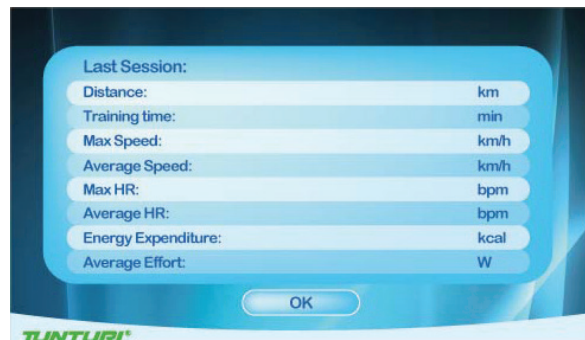 Last Session:
Distance: km
Training time: min
Max Speed: km/h
Average Speed: km/h
Max HR: bpm
Average HR: bpm
Energy Expenditure: kcal
Average Effort: W
OK
TUNTURI®